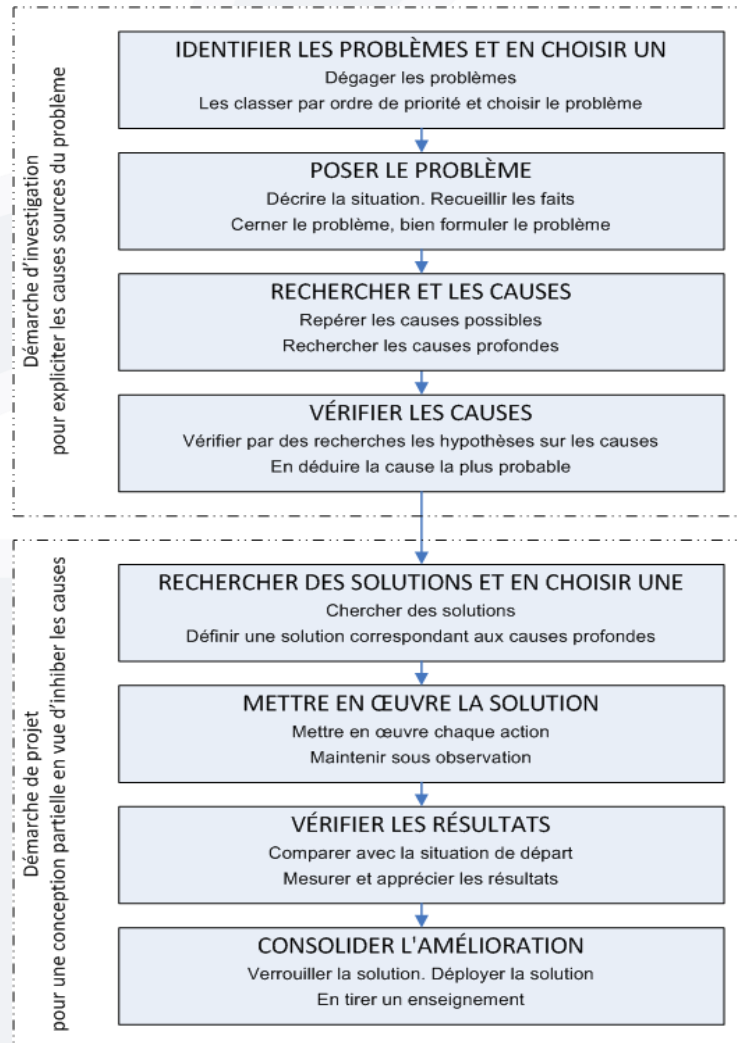 IDENTIFIER LES PROBLÈMES ET EN CHOISIR UN
Dégager les problèmes
Les classer par ordre de priorité et choisir le problème
POSER LE PROBLÈME
Décrire la situation. Recueillir les faits
Cerner le problème, bien formuler le problème
RECHERCHER ET LES CAUSES
Repérer les causes possibles
Rechercher les causes profondes
VÉRIFIER LES CAUSES
Vérifier par des recherches les hypothèses sur les causes
En déduire la cause la plus probable
Démarche d'investigation
pour expliciter les causes sources du problème
RECHERCHER DES SOLUTIONS ET EN CHOISIR UNE
Chercher des solutions
Définir une solution correspondant aux causes profondes
METTRE EN ŒUVRE LA SOLUTION
Mettre en œuvre chaque action
Maintenir sous observation
VÉRIFIER LES RÉSULTATS
Comparer avec la situation de départ
Mesurer et apprécier les résultats
CONSOLIDER L'AMÉLIORATION
Verrouiller la solution. Déployer la solution
En tirer un enseignement
Démarche de projet
pour une conception partielle en vue d'inhiber les causes